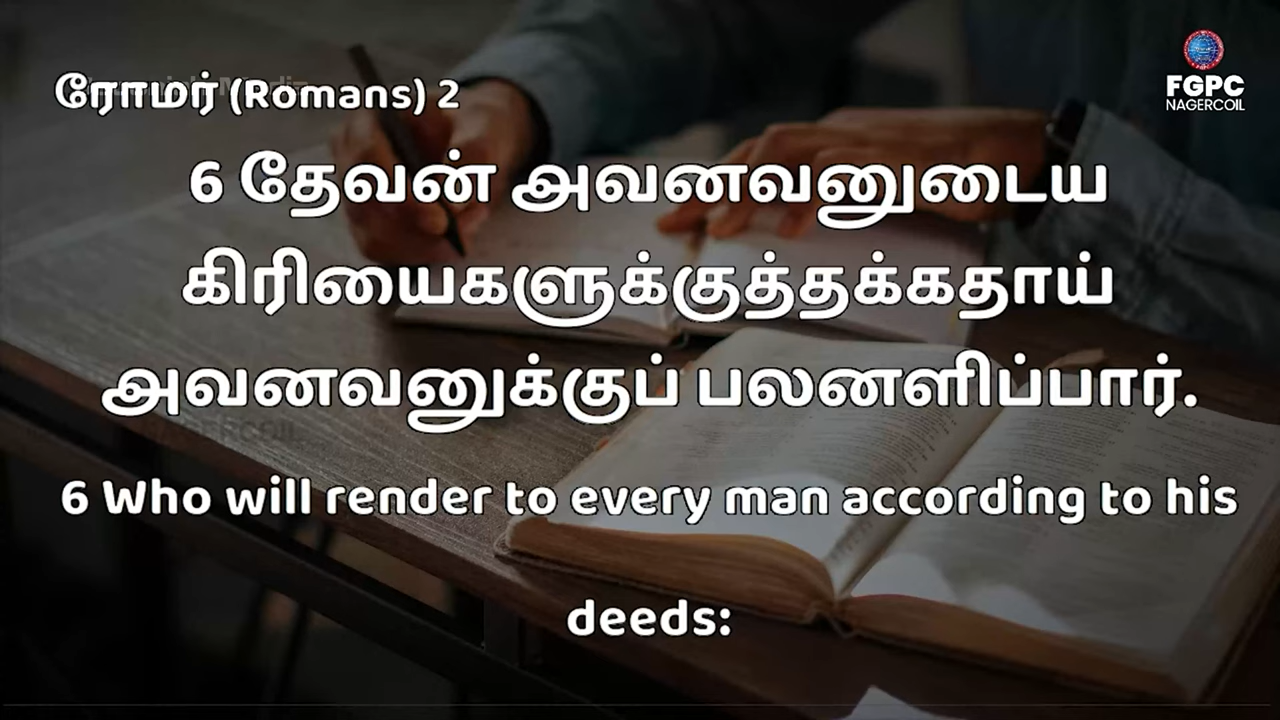 ரோமர் (Romans) 2
FGPC
NAGERCOIL
6 தேவன் அவனவனுடைய
கிரியைகளுக்குத்தக்கதாய்
அவனவனுக்குப் பலனளிப்பார்.
NAGERCOIL
6 Who will render to every man according to his
deeds: